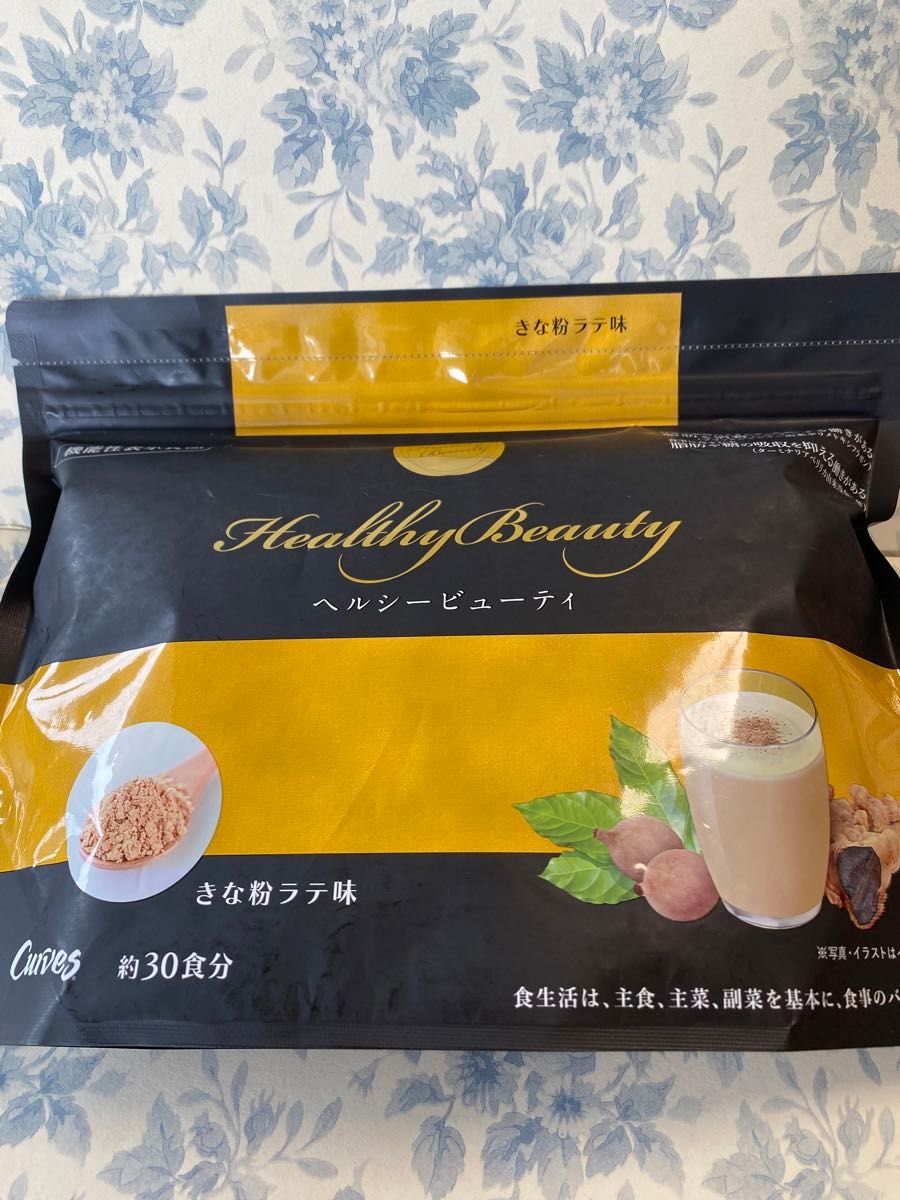 きな粉ラテ味
機能性表示食品
脂肪や糖の吸収を抑える働きがある
Beauty
Healthy Beauty
ヘルシービューティ
きな粉ラテ味
Curves
約30食分
※写真・イラストは
食生活は、主食、主菜、副菜を基本に、食事のバ